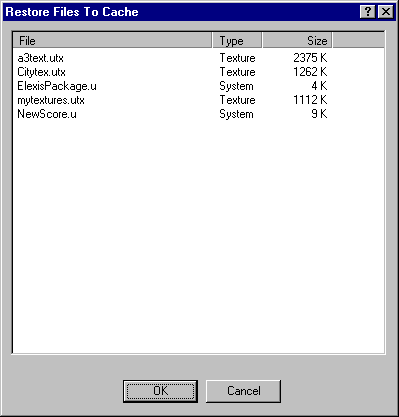 Restore Files To Cache
File Type Size
a3text.utx Texture 2375 K
Citytex.utx Texture 1262 K
ElexisPackage.u System 4 K
mytextures.utx Texture 1112 K
NewScore.u System 9 K
OK Cancel